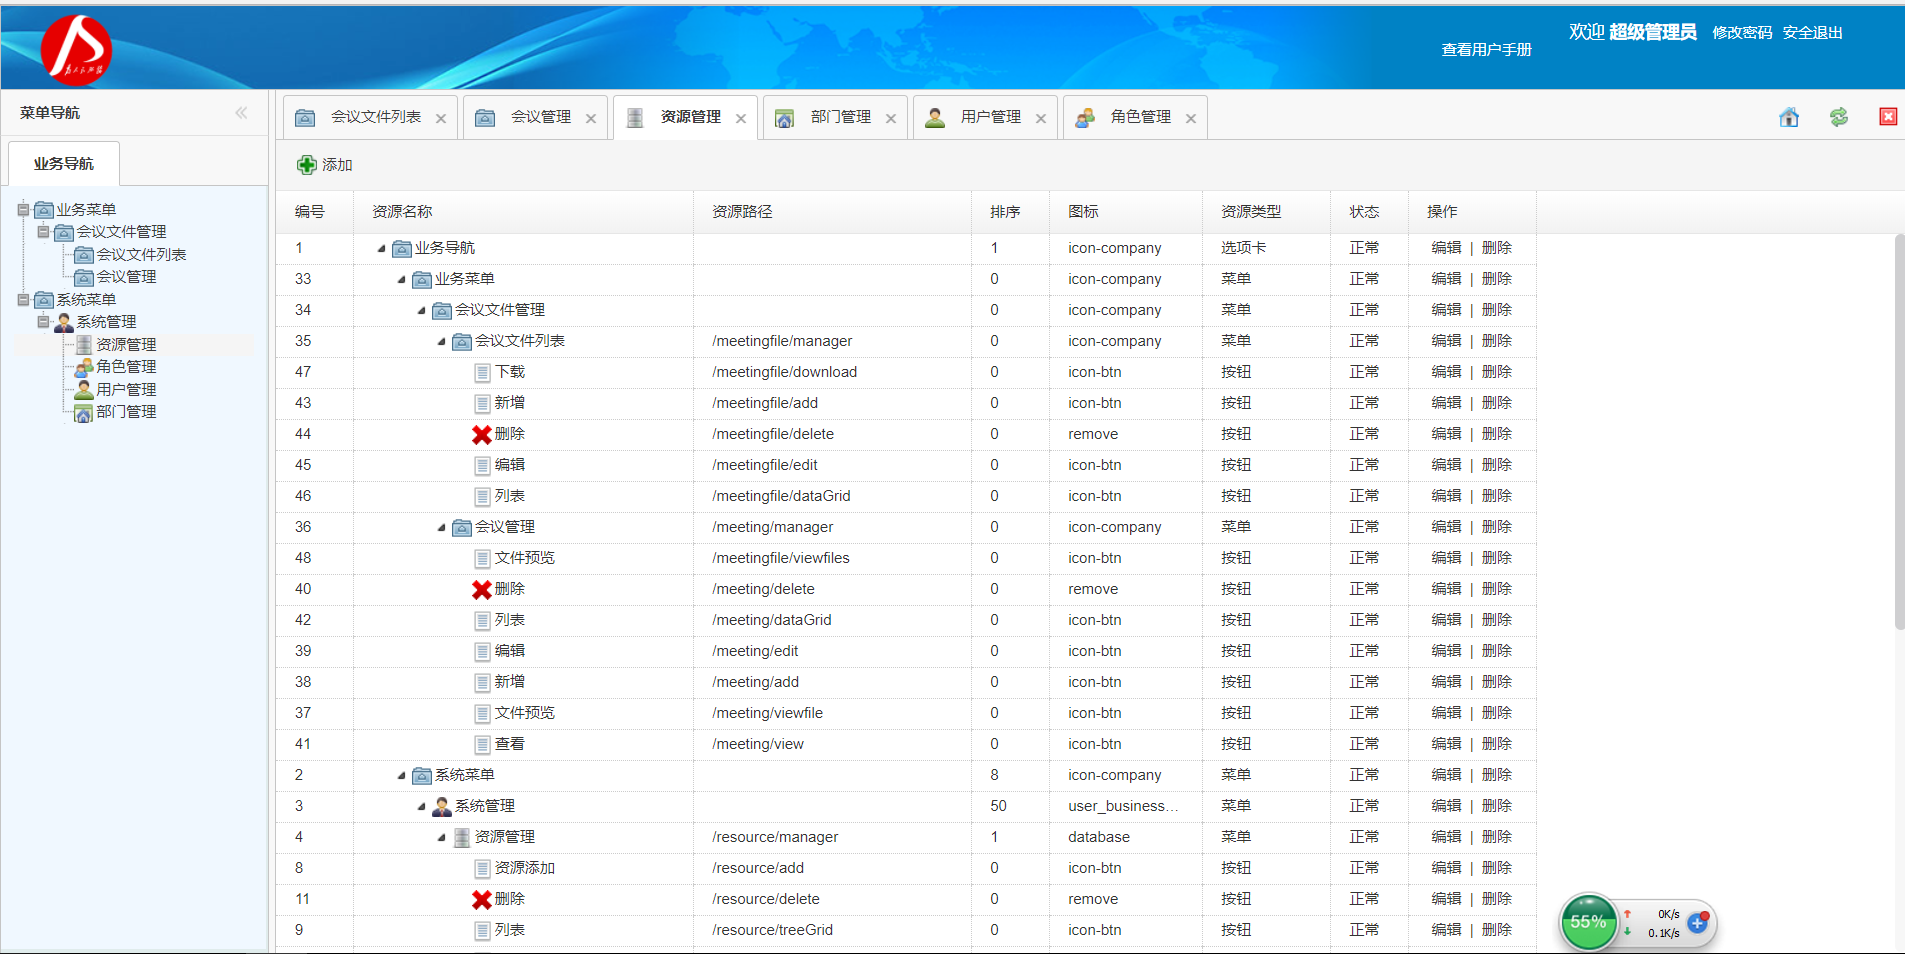 欢迎 超级管理员 修改密码 安全退出
查看用户手册
菜单导航
会议文件列表 会议管理 资源管理 部门管理 用户管理 角色管理
业务导航
添加
业务菜单
会议文件管理
会议文件列表
会议管理
系统菜单
系统管理
资源管理
角色管理
用户管理
部门管理
编号 资源名称 资源路径 排序 图标 资源类型 状态 操作
1 业务导航 1 icon-company 选项卡 正常 编辑 | 删除
33 业务菜单 0 icon-company 菜单 正常 编辑 | 删除
34 会议文件管理 0 icon-company 菜单 正常 编辑 | 删除
35 会议文件列表 /meetingfile/manager 0 icon-company 菜单 正常 编辑 | 删除
47 下载 /meetingfile/download 0 icon-btn 按钮 正常 编辑 | 删除
43 新增 /meetingfile/add 0 icon-btn 按钮 正常 编辑 | 删除
44 删除 /meetingfile/delete 0 remove 按钮 正常 编辑 | 删除
45 编辑 /meetingfile/edit 0 icon-btn 按钮 正常 编辑 | 删除
46 列表 /meetingfile/dataGrid 0 icon-btn 按钮 正常 编辑 | 删除
36 会议管理 /meeting/manager 0 icon-company 菜单 正常 编辑 | 删除
48 文件预览 /meetingfile/viewfiles 0 icon-btn 按钮 正常 编辑 | 删除
40 删除 /meeting/delete 0 remove 按钮 正常 编辑 | 删除
42 列表 /meeting/dataGrid 0 icon-btn 按钮 正常 编辑 | 删除
39 编辑 /meeting/edit 0 icon-btn 按钮 正常 编辑 | 删除
38 新增 /meeting/add 0 icon-btn 按钮 正常 编辑 | 删除
37 文件预览 /meeting/viewfile 0 icon-btn 按钮 正常 编辑 | 删除
41 查看 /meeting/view 0 icon-btn 按钮 正常 编辑 | 删除
2 系统菜单 8 icon-company 菜单 正常 编辑 | 删除
3 系统管理 50 user_business... 菜单 正常 编辑 | 删除
4 资源管理 /resource/manager 1 database 菜单 正常 编辑 | 删除
8 资源添加 /resource/add 0 icon-btn 按钮 正常 编辑 | 删除
11 删除 /resource/delete 0 remove 按钮 正常 编辑 | 删除
9 列表 /resource/treeGrid 0 icon-btn 按钮 正常 编辑 | 删除
55% 0K/s
0.1K/s